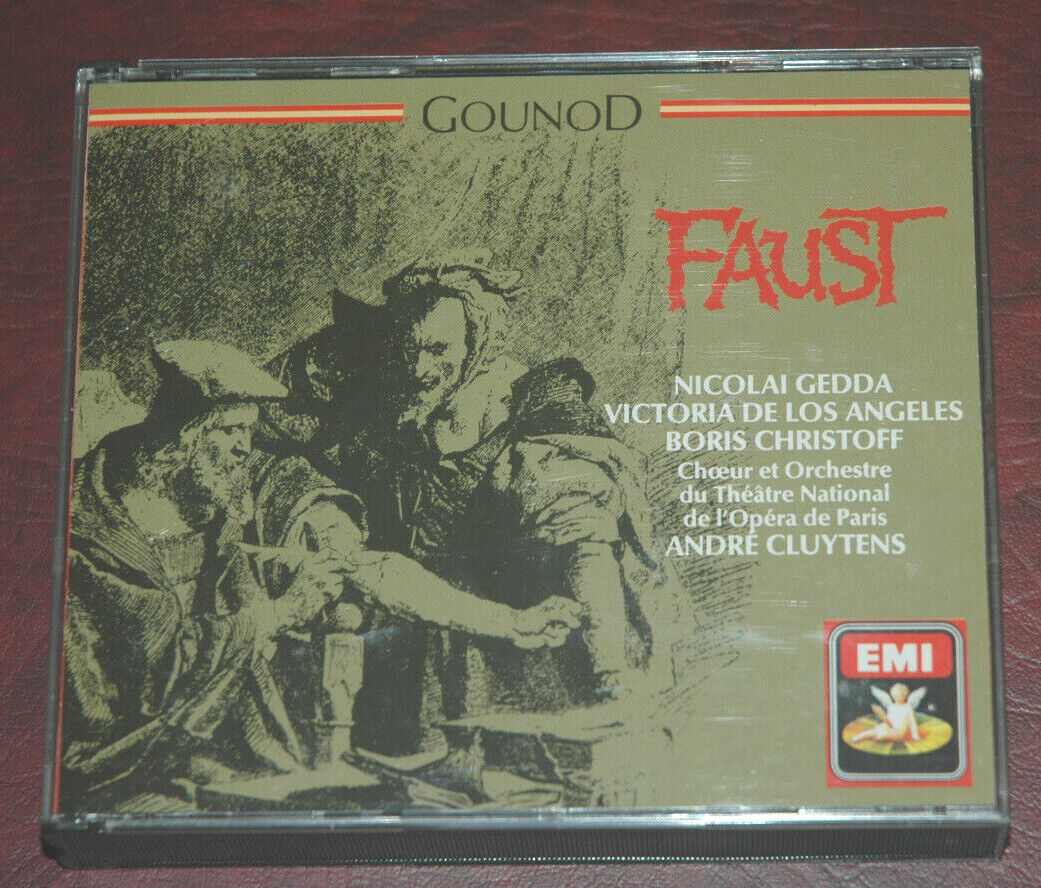 GOUNOD
FAUST
NICOLAI GEDDA
VICTORIA DE LOS ANGELES
BORIS CHRISTOFF
Chœur et Orchestre
du Théâtre National
de l'Opéra de Paris
ANDRÉ CLUYTENS
EMI